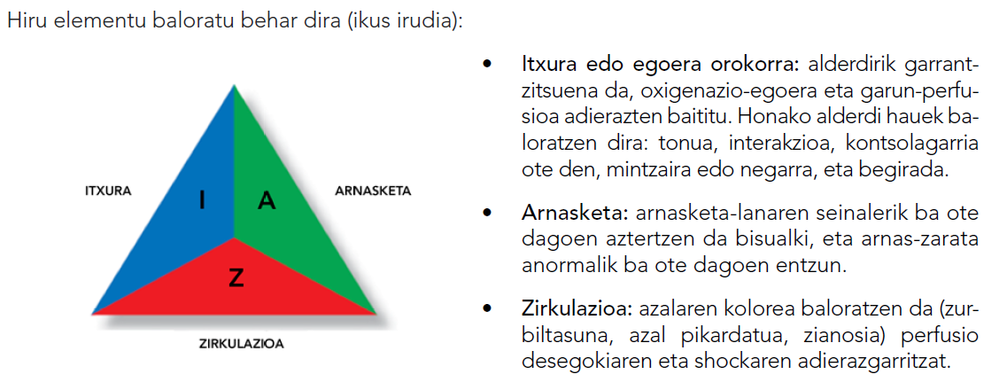 Hiru elementu baloratu behar dira (ikus irudia):
ITXURA
I
A
ARNASKETA
Z
ZIRKULAZIOA
• Itxura edo egoera orokorra: alderdirik garrant-
zitsuena da, oxigenazio-egoera eta garun-perfu-
sioa adierazten baititu. Honako alderdi hauek ba-
loratzen dira: tonua, interakzioa, kontsolagarria
ote den, mintzaira edo negarra, eta begirada.
• Arnasketa: arnasketa-lanaren seinalerik ba ote
dagoen aztertzen da bisualki, eta arnas-zarata
anormalik ba ote dagoen entzun.
• Zirkulazioa: azalaren kolorea baloratzen da (zur-
biltasuna, azal pikardatua, zianosia) perfusio
desegokiaren eta shockaren adierazgarritzat.